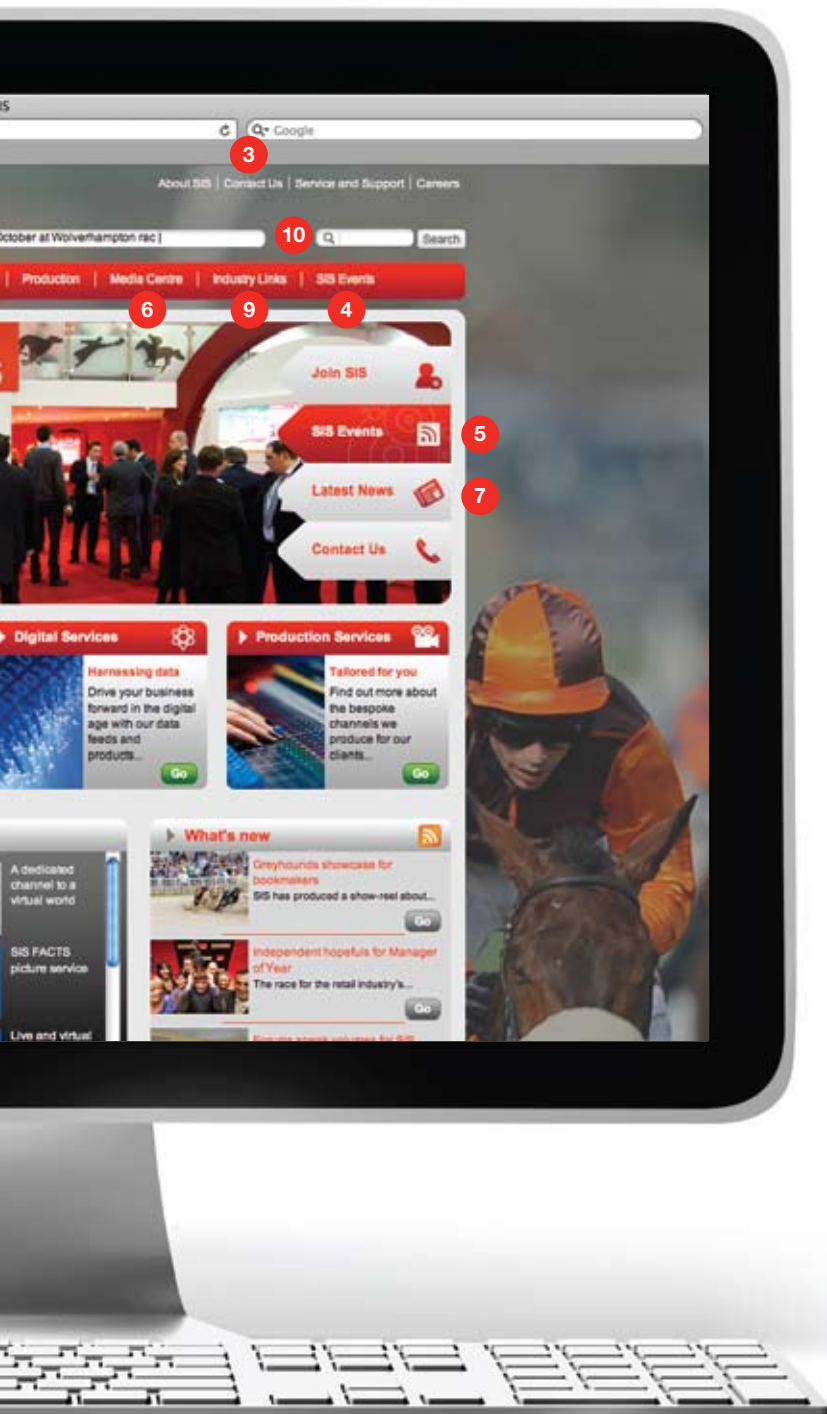 Google
3
About SIS | Contact Us | Service and Support | Careers
October at Wolverhampton rac |
10
Search
| Production | Media Centre | Industry Links | SIS Events
6
9
4
Join SIS
SIS Events
5
Latest News
7
Contact Us
Digital Services
Harnessing data
Drive your business
forward in the digital
age with our data
feeds and
products...
Go
Production Services
Tailored for you
Find out more about
the bespoke
channels we
produce for our
clients...
Go
A dedicated
channel to a
virtual world
SIS FACTS
picture service
Live and virtual
What's new
Greyhounds showcase for
bookmakers
SIS has produced a show-reel about...
Go
Independent hopefuls for Manager
of Year
The race for the retail industry's...
Go
Forums speak volumes for SIS